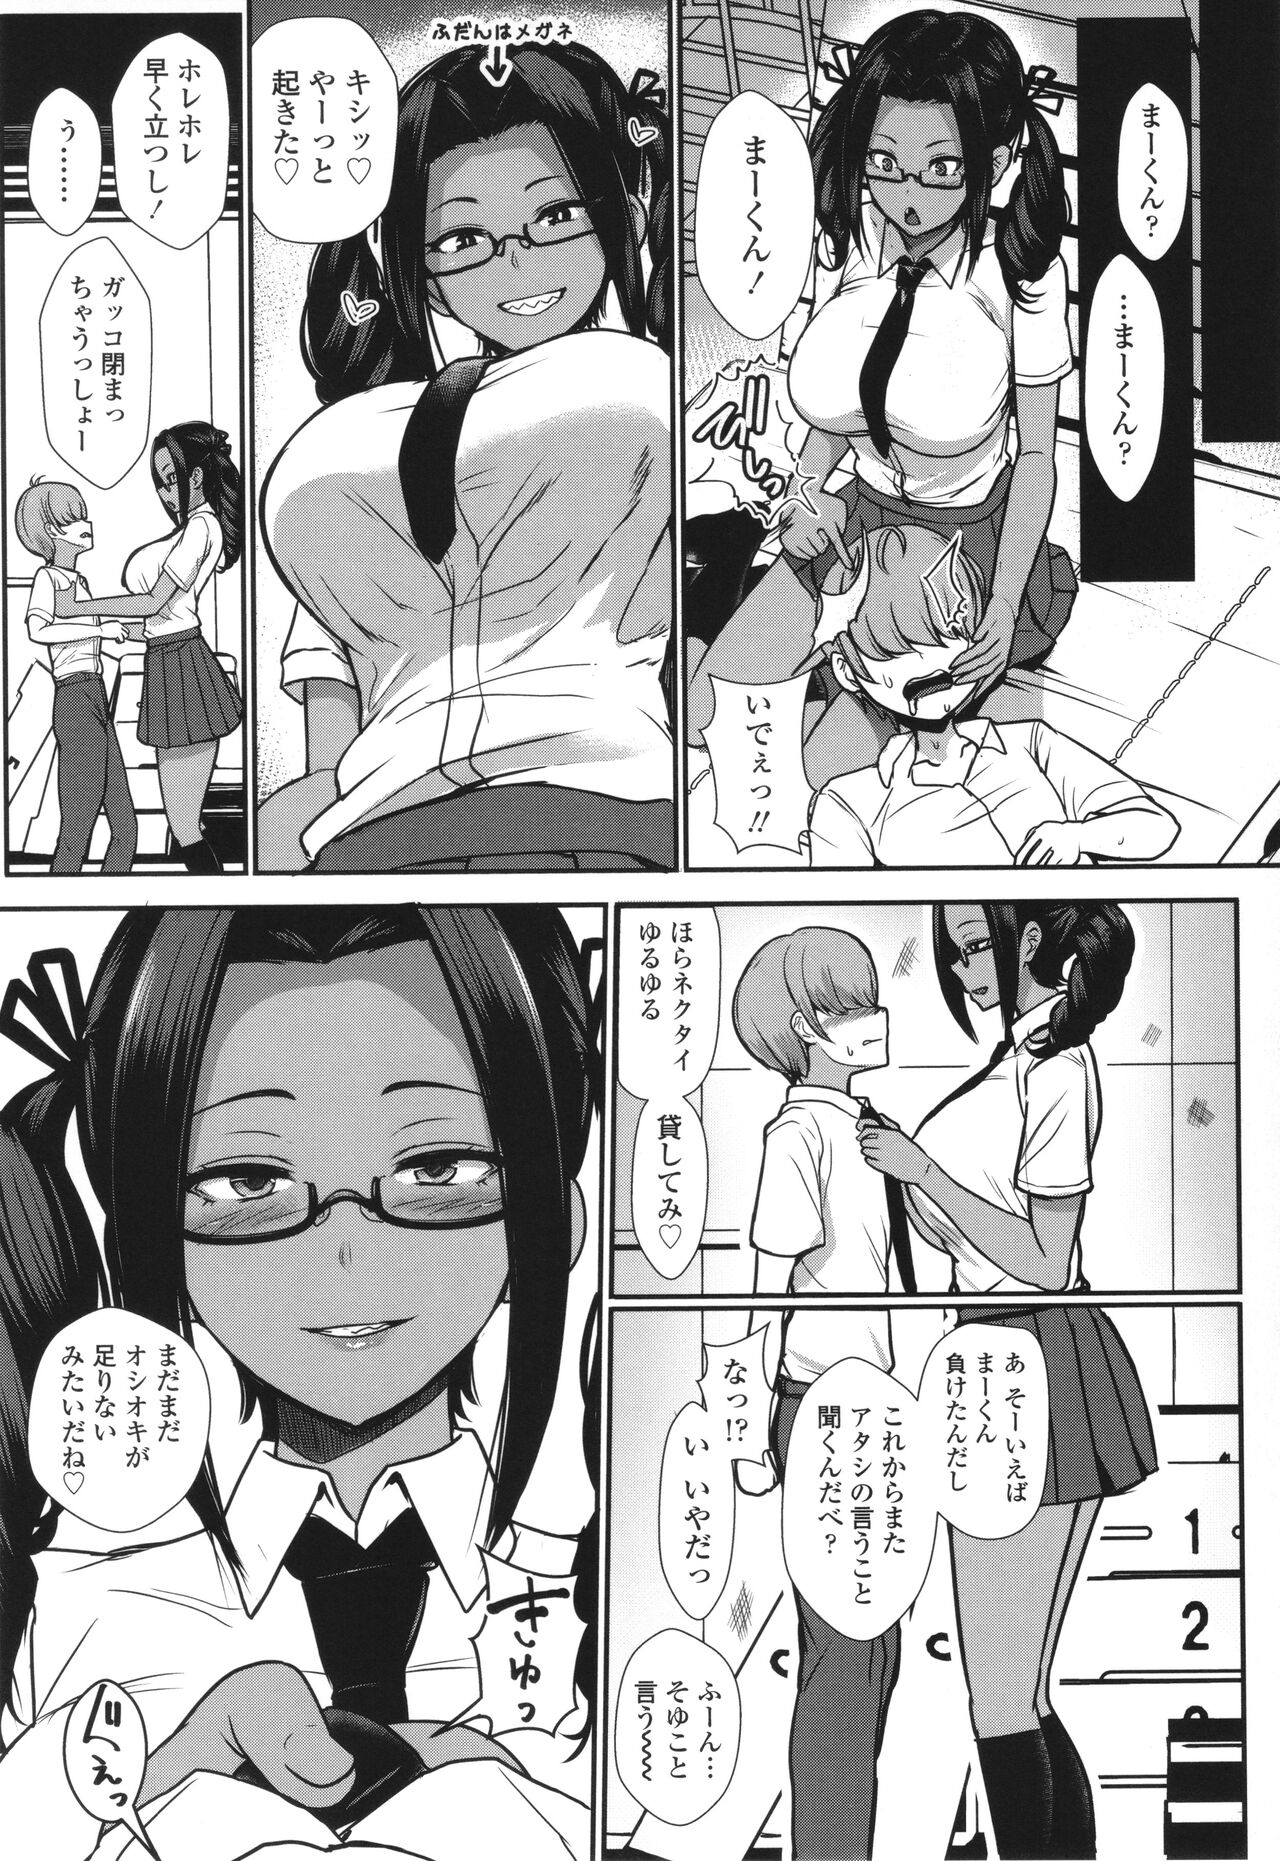 まーくん?
…まーくん?
まーくん!
びしっ
いでぇっ!!
ふだんはメガネ
キシッ♡
やーっと
起きた♡
ホレホレ
早く立つし!
う………
ガッコ閉まっ
ちゃうっしょー
ほらネクタイ
ゆるゆる
貸してみ♡
あ そーいえば
まーくん
負けたんだし
これからまた
アタシの言うこと
聞くんだべ?
なっ!?
い いやだっ
ふーん…
そゆこと
言う〜〜
1
2
まだまだ
オシオキが
足りない
みたいだね♡
きゅっ
ぐぇっ